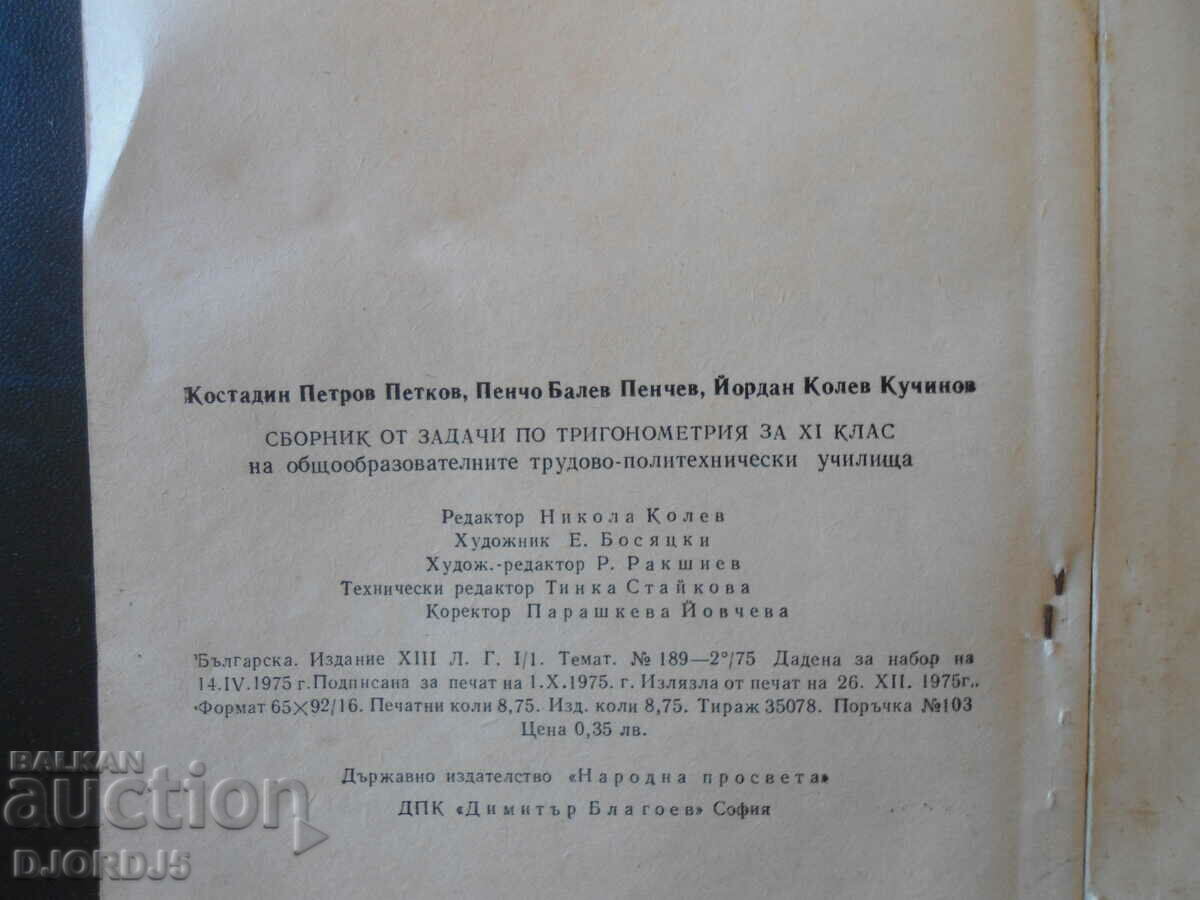 Костадин Петров Петков, Пенчо Балев Пенчев, Йордан Колев Кучинов
СБОРНИК ОТ ЗАДАЧИ ПО ТРИГОНОМЕТРИЯ ЗА XI КЛАС
на общообразователните трудово-политехнически училища
Редактор Никола Колев
Художник Е. Босяцки
Худож.-редактор Р. Ракшиев
Технически редактор Тинка Стайкова
Коректор Парашкева Йовчева
Българска. Издание XIII Л. Г. I/1. Темат. № 189—2°/75 Дадена за набор на
14.IV.1975 г. Подписана за печат на 1.X.1975. г. Излязла от печат на 26. XII. 1975г..
Формат 65×92/16. Печатни коли 8,75. Изд. коли 8,75. Тираж 35078. Поръчка №103
Цена 0,35 лв.
Държавно издателство «Народна просвета»
ДПК «Димитър Благоев» София
BALKAN
auction
DJORDJ5